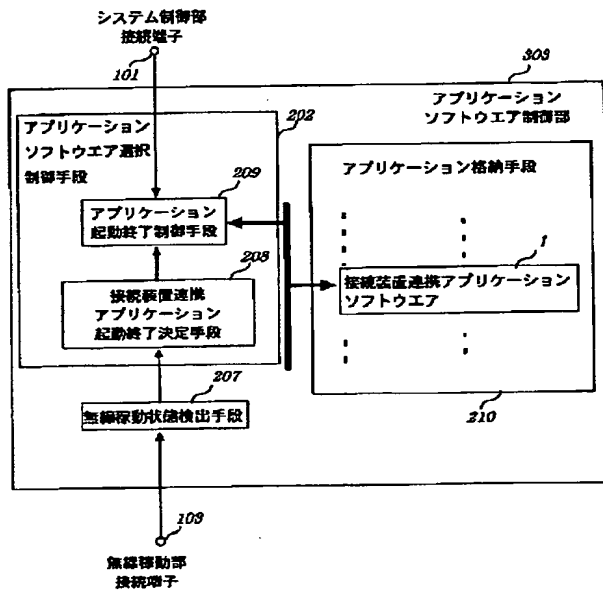 システム制御部
接続端子
101
303
アプリケーション
ソフトウエア制御部
202
アプリケーション
ソフトウエア選択
制御手段
209
アプリケーション
起動終了制御手段
208
接続装置連携
アプリケーション
起動終了決定手段
207
無線稼動状態検出手段
アプリケーション格納手段
1
接続装置連携アプリケーション
ソフトウエア
210
103
無線稼動部
接続端子